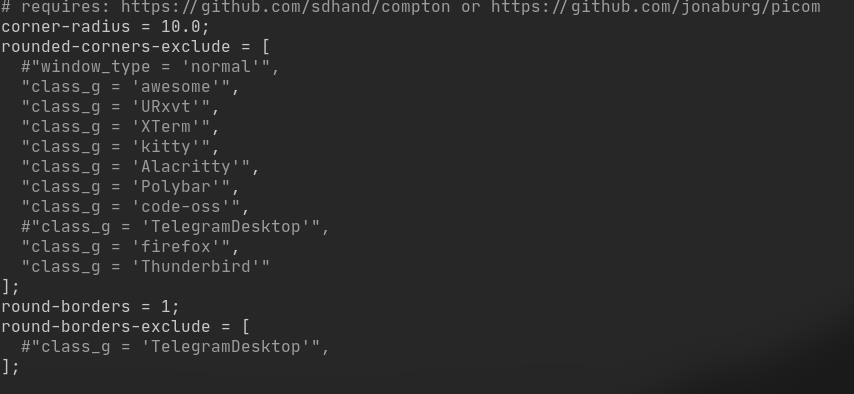 # requires: https://github.com/sdhand/compton or https://github.com/jonaburg/picom
corner-radius = 10.0;
rounded-corners-exclude = [
  #"window_type = 'normal'",
  "class_g = 'awesome'",
  "class_g = 'URxvt'",
  "class_g = 'XTerm'",
  "class_g = 'kitty'",
  "class_g = 'Alacritty'",
  "class_g = 'Polybar'",
  "class_g = 'code-oss'",
  #"class_g = 'TelegramDesktop'",
  "class_g = 'firefox'",
  "class_g = 'Thunderbird'"
];
round-borders = 1;
round-borders-exclude = [
  #"class_g = 'TelegramDesktop'",
];